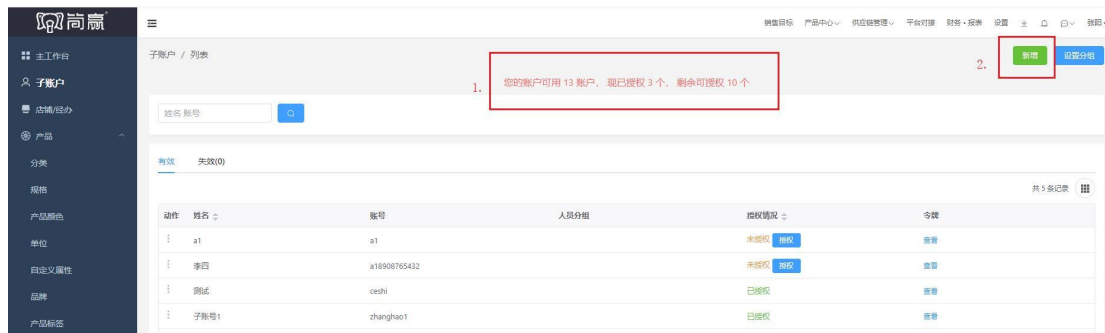 简赢
销售目标 产品中心 供应链管理 平台对接 财务·报表 设置 张阳
主工作台
子账户 / 列表
2.
新增
设置分组
子账户
1.
您的账户可用 13 账户， 现已授权 3 个， 剩余可授权 10 个
店铺/经办
姓名 账号
产品
分类
有效 失效(0)
规格
共 5 条记录
产品颜色
动作 姓名 账号 人员分组 授权情况 令牌
单位
a1 a1 未授权 授权 查看
自定义属性
李四 a18908765432 未授权 授权 查看
品牌
测试 ceshi 已授权 查看
产品标签
子账号1 zhanghao1 已授权 查看